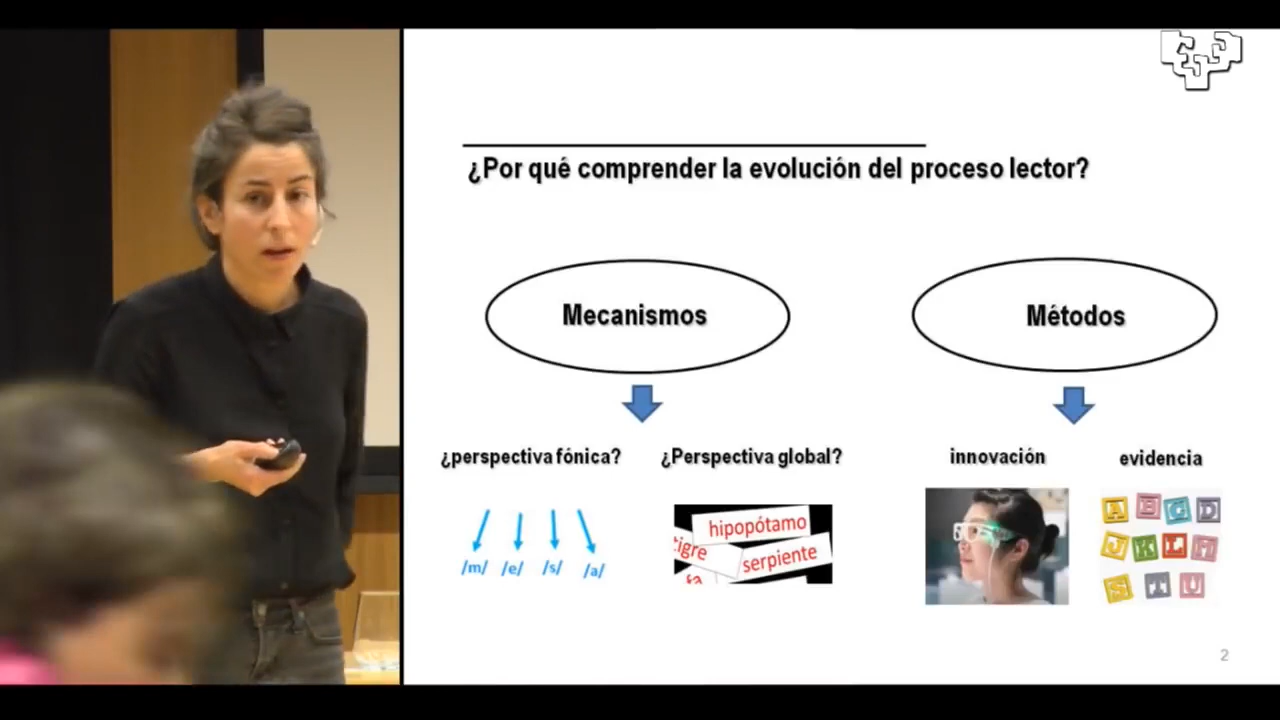 ¿Por qué comprender la evolución del proceso lector?
Mecanismos
Métodos
¿perspectiva fónica?
¿Perspectiva global?
innovación
evidencia
/m/ /e/ /s/ /a/
hipopótamo
tigre
serpiente
A B C D
J K L M
S T U
2